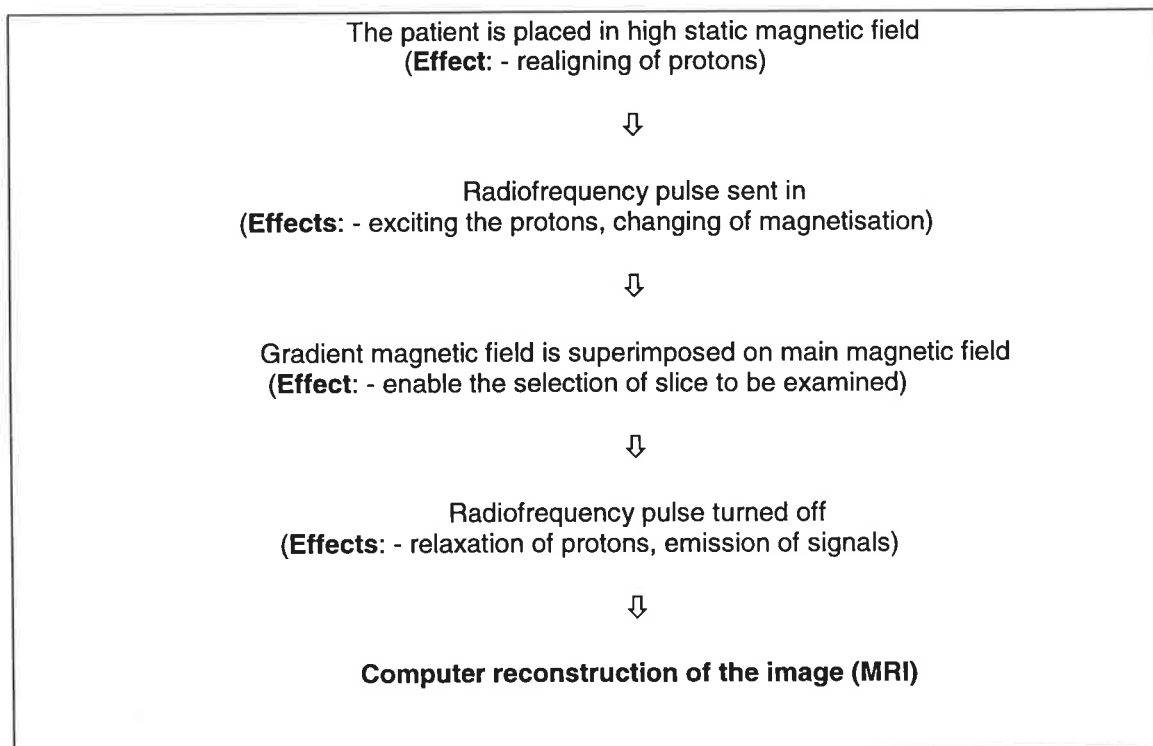 The patient is placed in high static magnetic field
(Effect: - realigning of protons)
⇩
Radiofrequency pulse sent in
(Effects: - exciting the protons, changing of magnetisation)
⇩
Gradient magnetic field is superimposed on main magnetic field
(Effect: - enable the selection of slice to be examined)
⇩
Radiofrequency pulse turned off
(Effects: - relaxation of protons, emission of signals)
⇩
Computer reconstruction of the image (MRI)